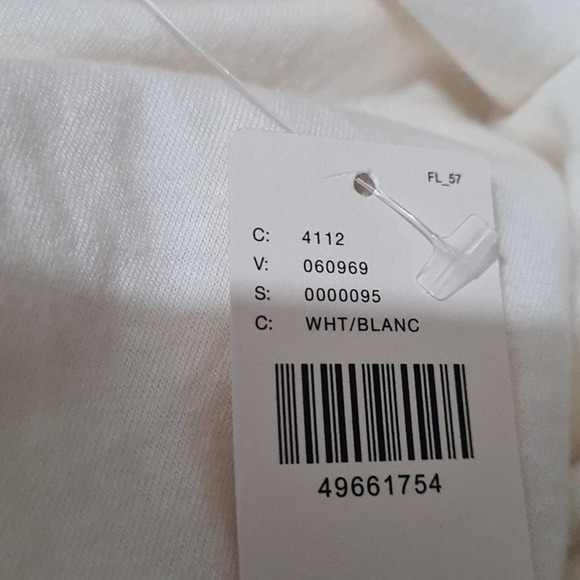 FL_57
C: 4112
V: 060969
S: 0000095
C: WHT/BLANC
49661754